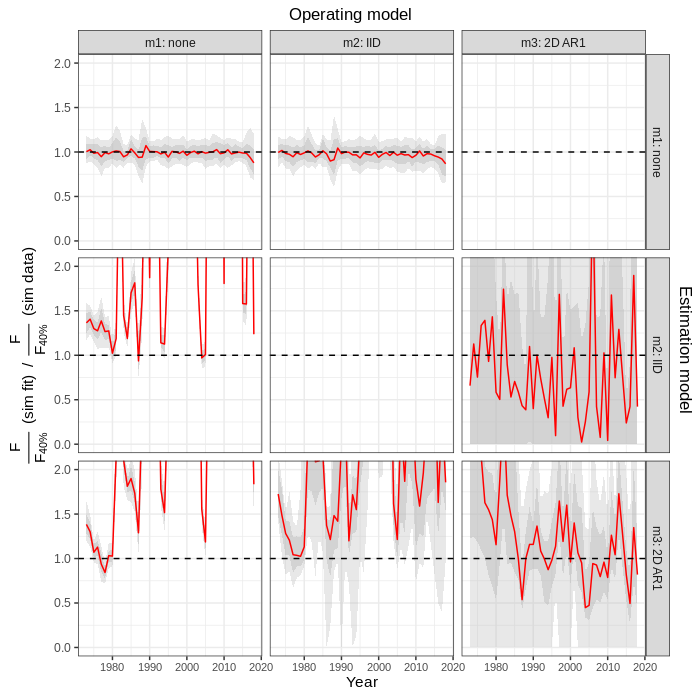 Operating model
m1: none
m2: IID
m3: 2D AR1
2.0
1.5
1.0
0.5
0.0
m1: none
2.0
1.5
1.0
0.5
0.0
m2: IID
2.0
1.5
1.0
0.5
0.0
m3: 2D AR1
F
F40%
(sim fit) /
F
F40%
(sim data)
Estimation model
1980 1990 2000 2010 2020 1980 1990 2000 2010 2020 1980 1990 2000 2010 2020
Year